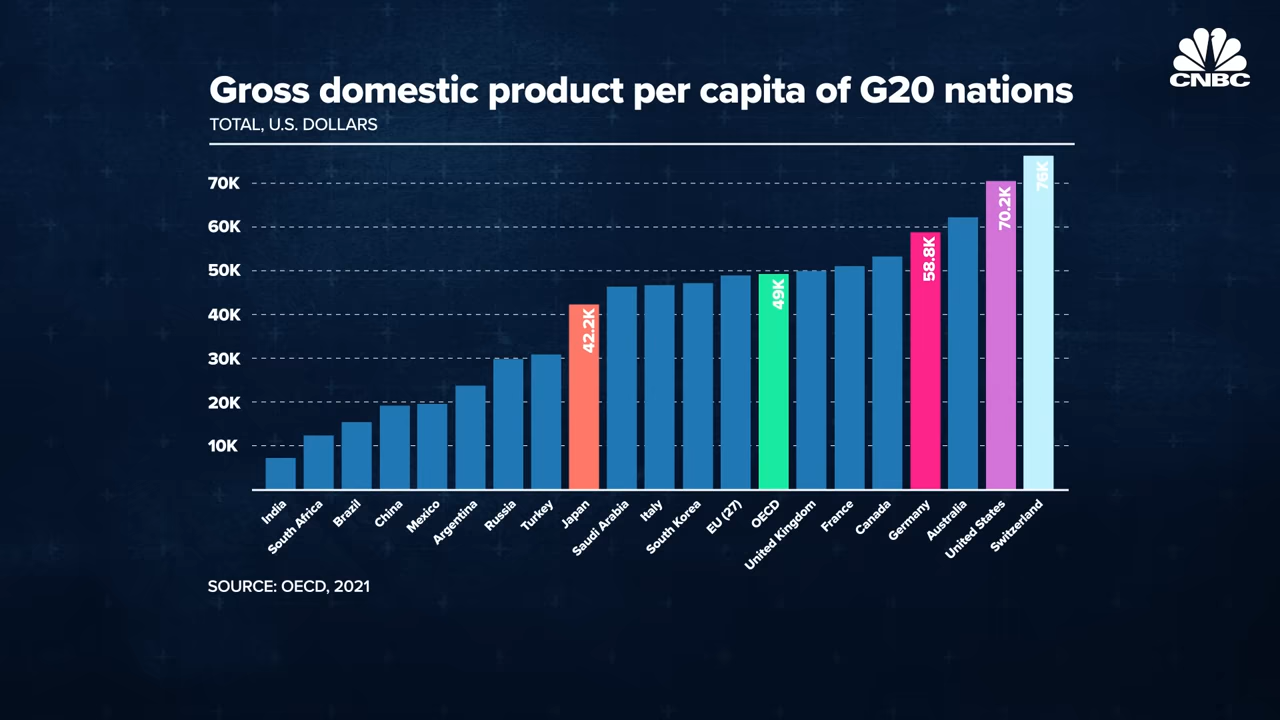 CNBC
Gross domestic product per capita of G20 nations
TOTAL, U.S. DOLLARS
70K
60K
50K
40K
30K
20K
10K
42.2K
49K
58.8K
70.2K
76K
India
South Africa
Brazil
China
Mexico
Argentina
Russia
Turkey
Japan
Saudi Arabia
Italy
South Korea
EU (27)
OECD
United Kingdom
France
Canada
Germany
Australia
United States
Switzerland
SOURCE: OECD, 2021